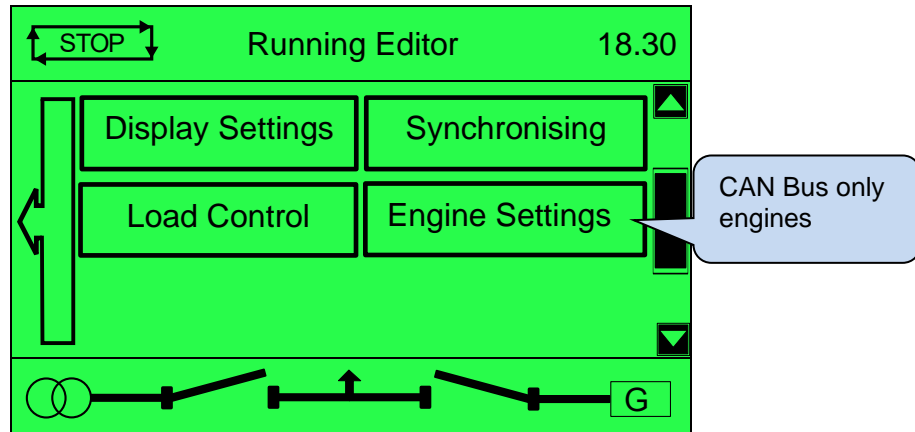 STOP
Running Editor
18.30
Display Settings
Synchronising
Load Control
Engine Settings
CAN Bus only
engines
G